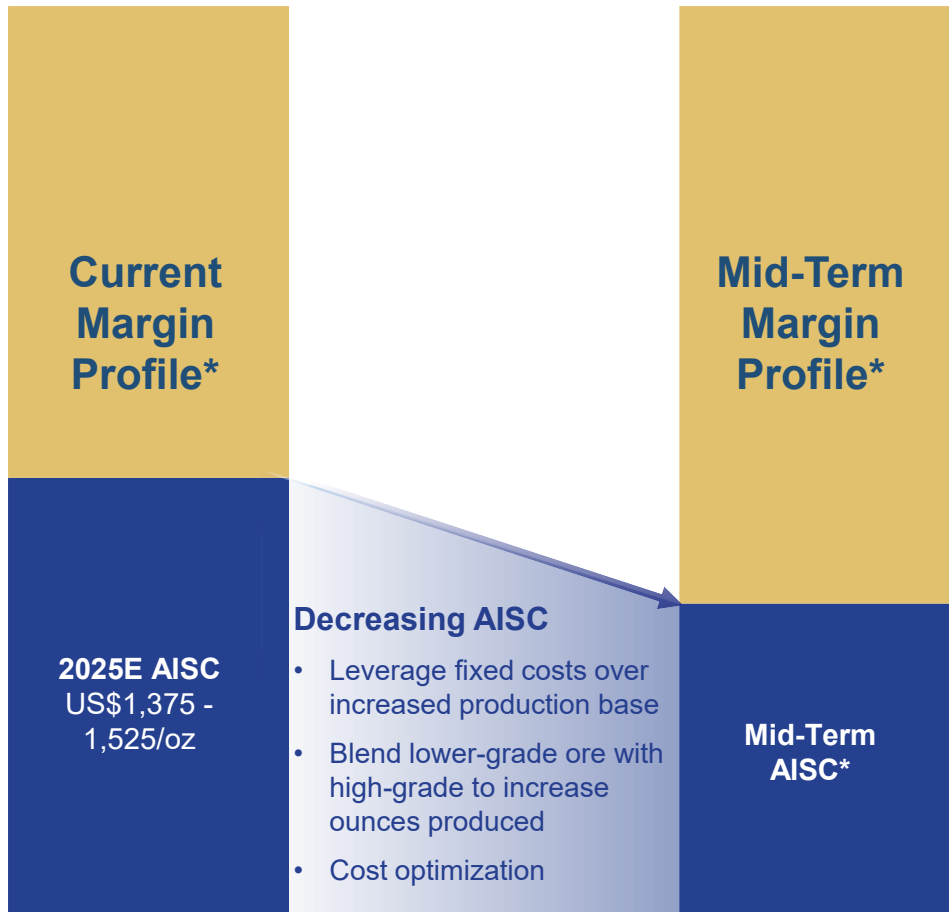 Current
Margin
Profile*
Mid-Term
Margin
Profile*
2025E AISC
US$1,375 -
1,525/oz
Decreasing AISC
• Leverage fixed costs over
increased production base
• Blend lower-grade ore with
high-grade to increase
ounces produced
• Cost optimization
Mid-Term
AISC*